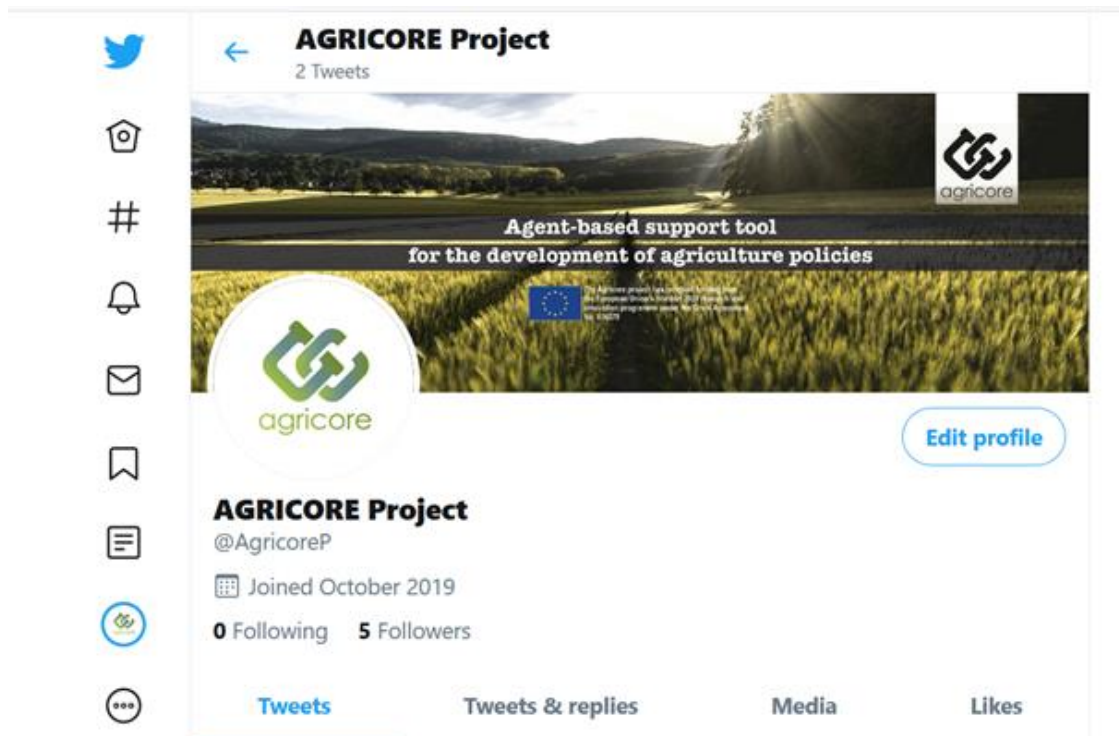 AGRICORE Project
2 Tweets
agricore
Agent-based support tool
for the development of agriculture policies
agricore
Edit profile
AGRICORE Project
@AgricoreP
Joined October 2019
0 Following 5 Followers
Tweets Tweets & replies Media Likes